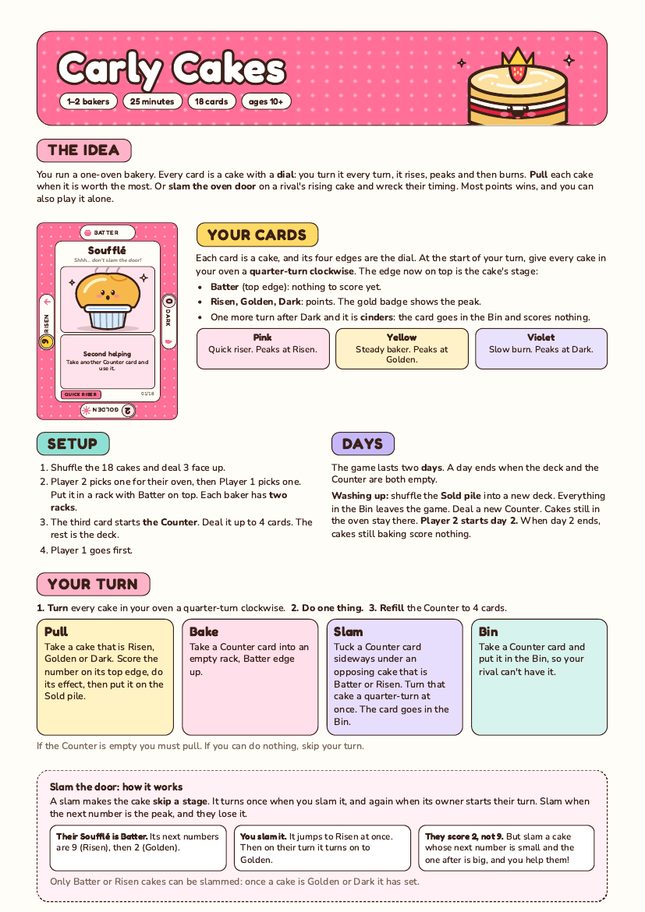 Carly Cakes
1–2 bakers 25 minutes 18 cards ages 10+
THE IDEA
You run a one-oven bakery. Every card is a cake with a dial: you turn it every turn, it rises, peaks and then burns. Pull each cake
when it is worth the most. Or slam the oven door on a rival's rising cake and wreck their timing. Most points wins, and you can
also play it alone.
BATTER
Soufflé
Shhh... don't slam the door!
RISEN
9
0 DARK
Second helping
Take another Counter card and
use it.
QUICK RISER 01/18
GOLDEN 2
YOUR CARDS
Each card is a cake, and its four edges are the dial. At the start of your turn, give every cake in
your oven a quarter-turn clockwise. The edge now on top is the cake's stage:
• Batter (top edge): nothing to score yet.
• Risen, Golden, Dark: points. The gold badge shows the peak.
• One more turn after Dark and it is cinders: the card goes in the Bin and scores nothing.
Pink
Quick riser. Peaks at Risen.
Yellow
Steady baker. Peaks at
Golden.
Violet
Slow burn. Peaks at Dark.
SETUP
1. Shuffle the 18 cakes and deal 3 face up.
2. Player 2 picks one for their oven, then Player 1 picks one.
Put it in a rack with Batter on top. Each baker has two
racks.
3. The third card starts the Counter. Deal it up to 4 cards. The
rest is the deck.
4. Player 1 goes first.
DAYS
The game lasts two days. A day ends when the deck and the
Counter are both empty.
Washing up: shuffle the Sold pile into a new deck. Everything
in the Bin leaves the game. Deal a new Counter. Cakes still in
the oven stay there. Player 2 starts day 2. When day 2 ends,
cakes still baking score nothing.
YOUR TURN
1. Turn every cake in your oven a quarter-turn clockwise. 2. Do one thing. 3. Refill the Counter to 4 cards.
Pull
Take a cake that is Risen,
Golden or Dark. Score the
number on its top edge, do
its effect, then put it on the
Sold pile.
Bake
Take a Counter card into an
empty rack, Batter edge
up.
Slam
Tuck a Counter card
sideways under an
opposing cake that is
Batter or Risen. Turn that
cake a quarter-turn at
once. The card goes in the
Bin.
Bin
Take a Counter card and
put it in the Bin, so your
rival can't have it.
If the Counter is empty you must pull. If you can do nothing, skip your turn.
Slam the door: how it works
A slam makes the cake skip a stage. It turns once when you slam it, and again when its owner starts their turn. Slam when
the next number is the peak, and they lose it.
Their Soufflé is Batter. Its next numbers
are 9 (Risen), then 2 (Golden).
You slam it. It jumps to Risen at once.
Then on their turn it turns on to
Golden.
They score 2, not 9. But slam a cake
whose next number is small and the
one after is big, and you help them!
Only Batter or Risen cakes can be slammed: once a cake is Golden or Dark it has set.